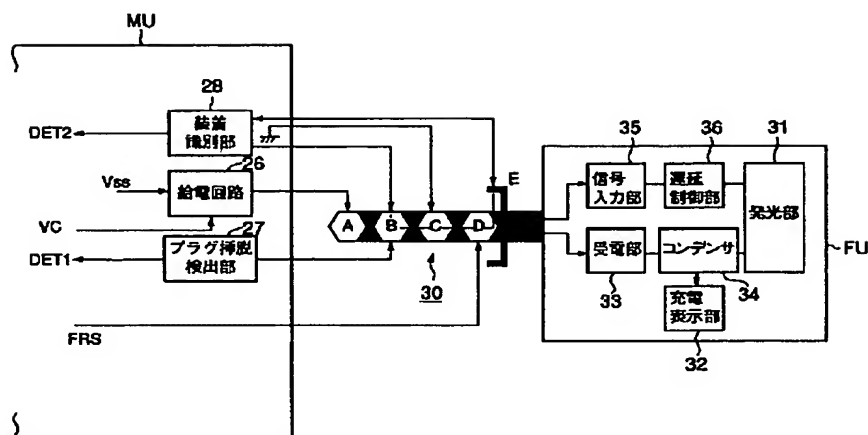 MU
28
DET2
装着
識別部
26
Vss
給電回路
VC
27
DET1
プラグ挿脱
検出部
FRS
A
B
C
D
E
30
35
36
31
信号
入力部
遅延
制御部
発光部
受電部
コンデンサ
33
34
充電
表示部
32
FU